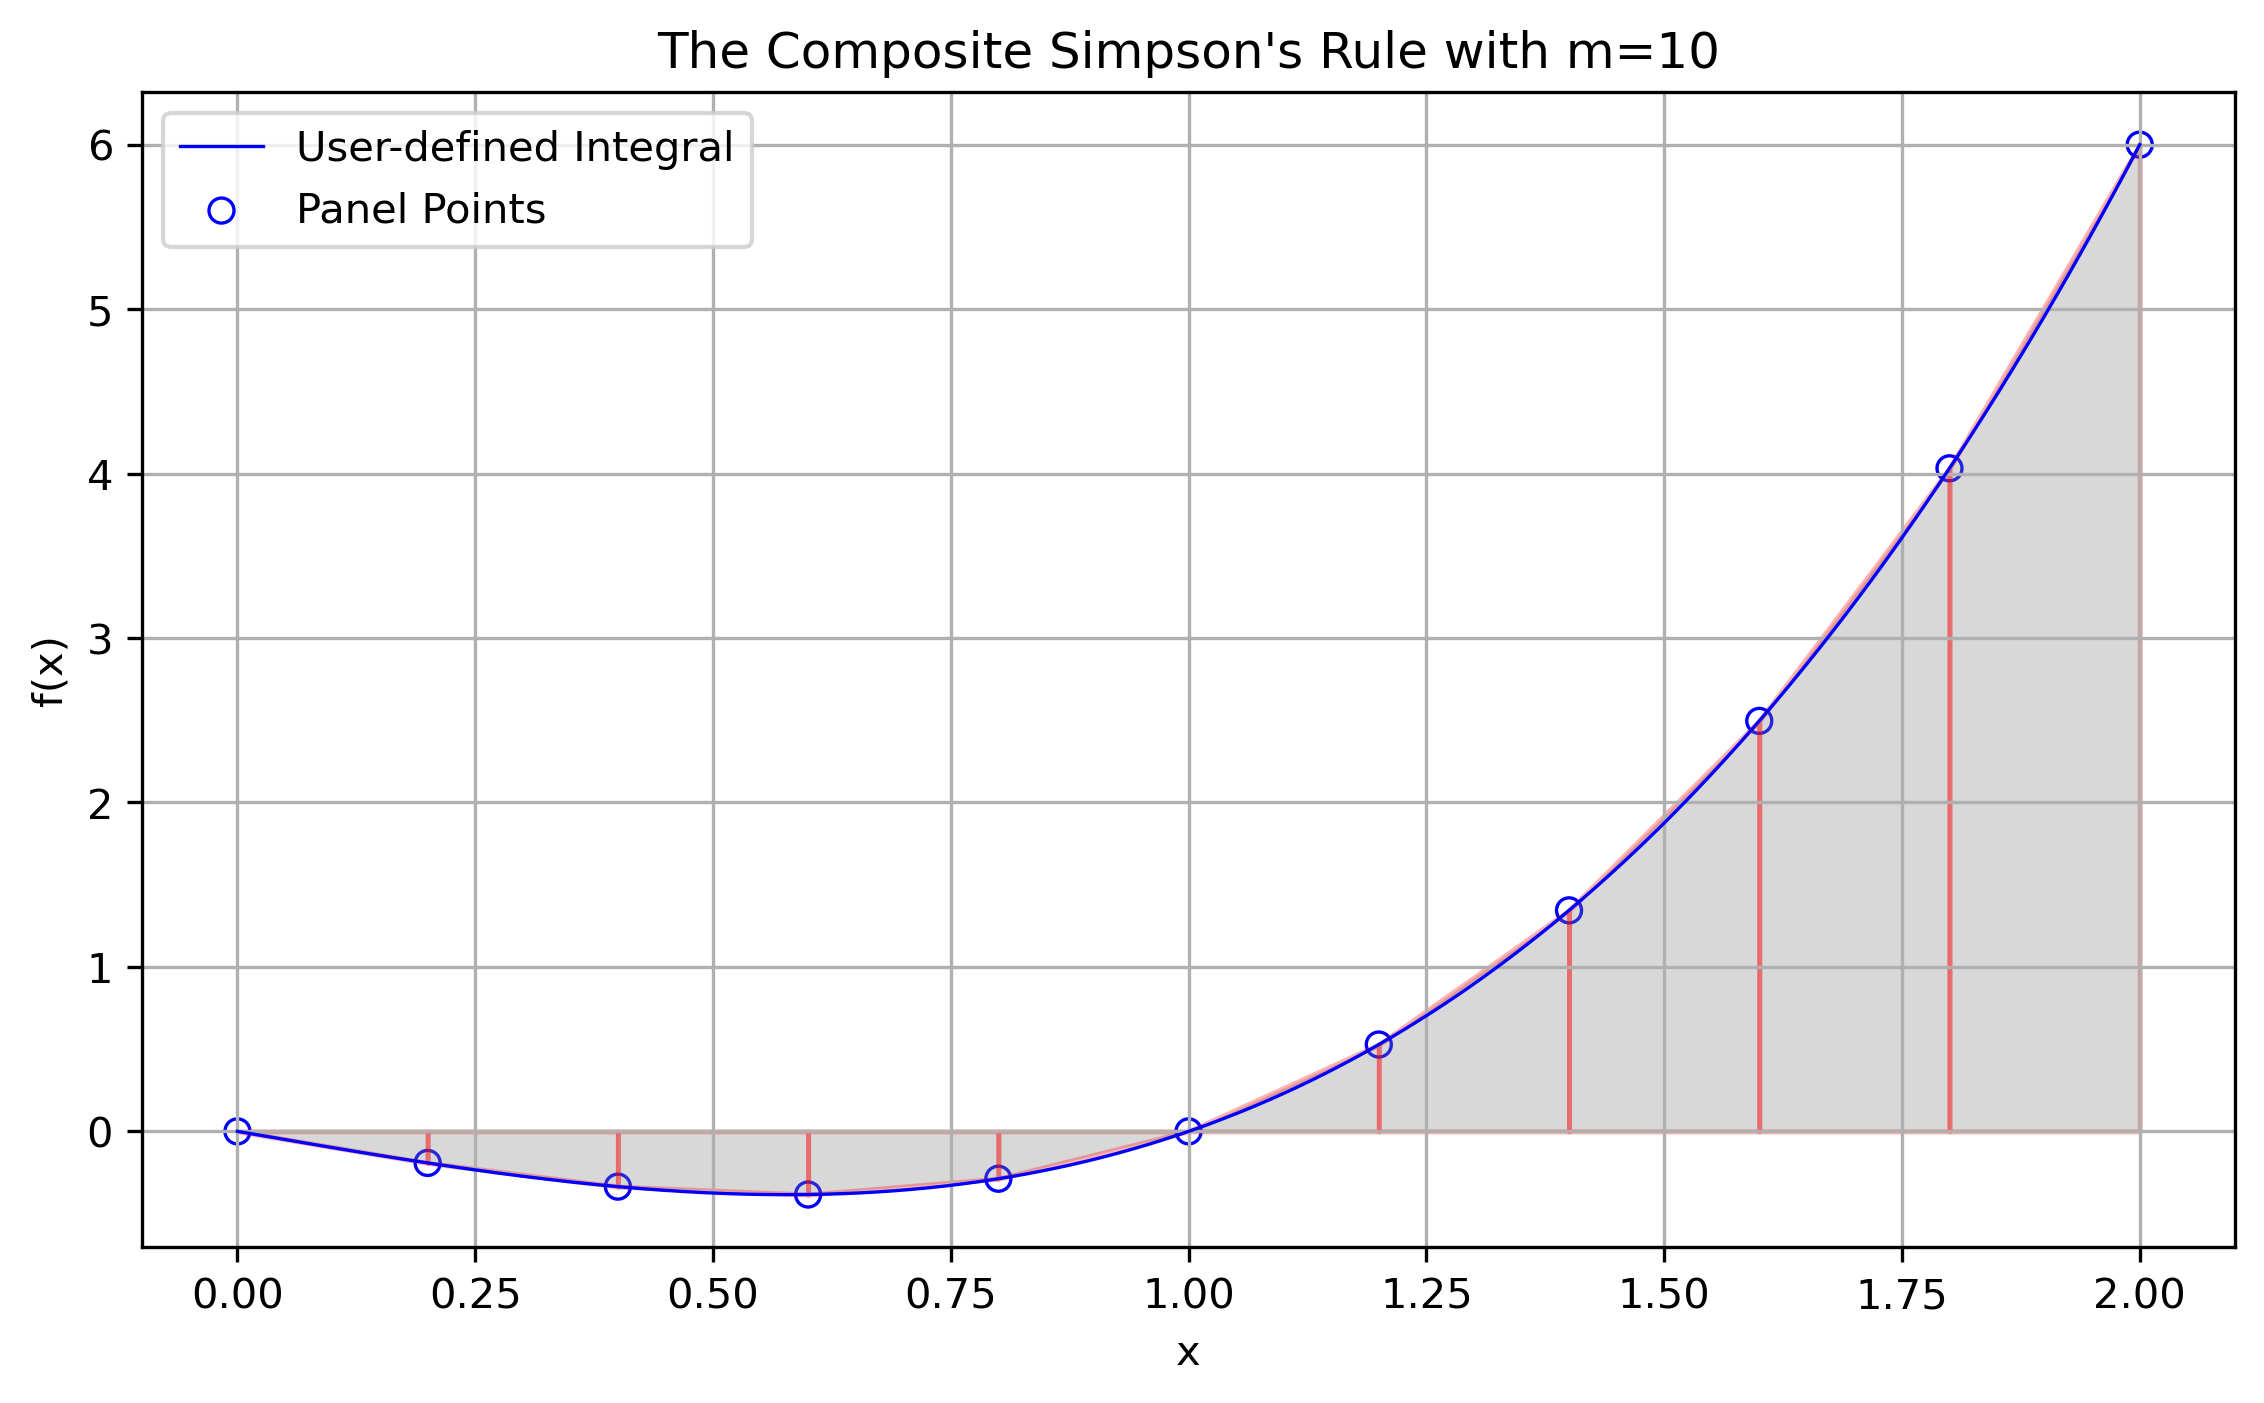 The Composite Simpson's Rule with m=10
User-defined Integral
Panel Points
6
5
4
3
2
1
0
f(x)
0.00 0.25 0.50 0.75 1.00 1.25 1.50 1.75 2.00
x